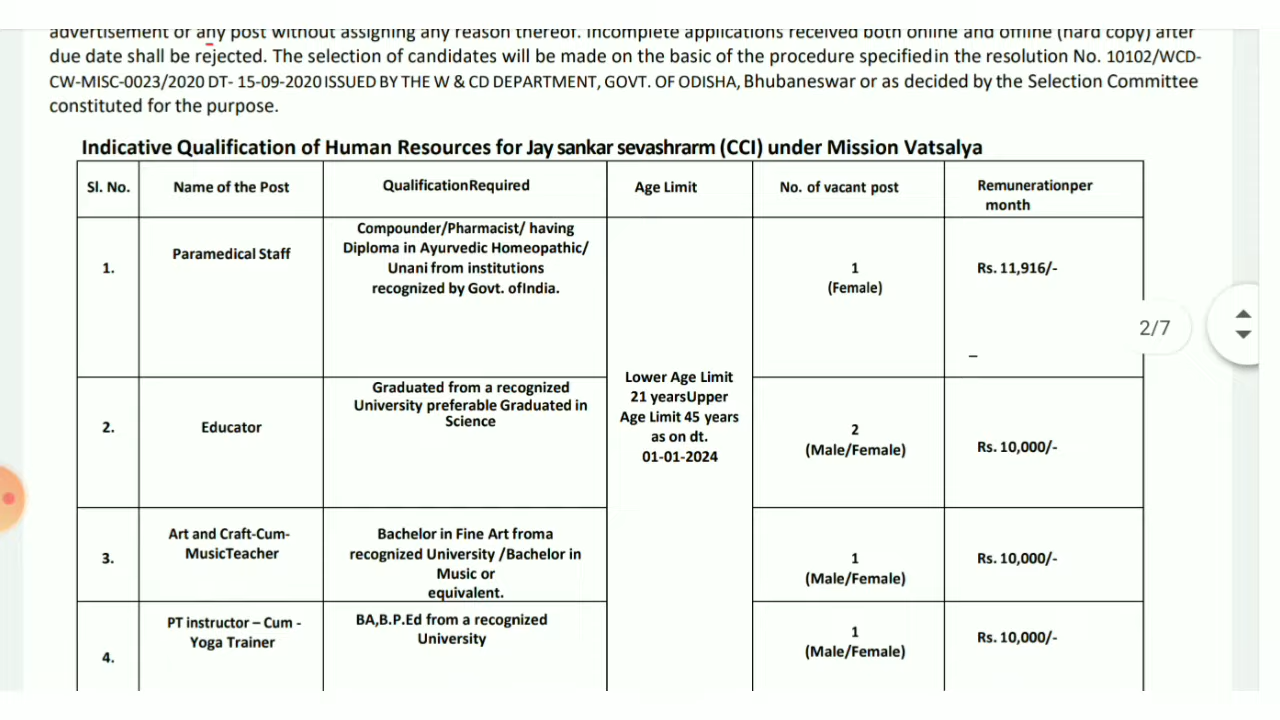 advertisement or any post without assigning any reason thereof. Incomplete applications received both online and offline (hard copy) after
due date shall be rejected. The selection of candidates will be made on the basic of the procedure specified in the resolution No. 10102/WCD-
CW-MISC-0023/2020 DT- 15-09-2020 ISSUED BY THE W & CD DEPARTMENT, GOVT. OF ODISHA, Bhubaneswar or as decided by the Selection Committee
constituted for the purpose.
Indicative Qualification of Human Resources for Jay sankar sevashrarm (CCI) under Mission Vatsalya
Sl. No.
Name of the Post
QualificationRequired
Age Limit
No. of vacant post
Remunerationper
month
1.
Paramedical Staff
Compounder/Pharmacist/ having
Diploma in Ayurvedic Homeopathic/
Unani from institutions
recognized by Govt. ofIndia.
Lower Age Limit
21 yearsUpper
Age Limit 45 years
as on dt.
01-01-2024
1
(Female)
Rs. 11,916/-
2/7
2.
Educator
Graduated from a recognized
University preferable Graduated in
Science
2
(Male/Female)
Rs. 10,000/-
3.
Art and Craft-Cum-
MusicTeacher
Bachelor in Fine Art froma
recognized University /Bachelor in
Music or
equivalent.
1
(Male/Female)
Rs. 10,000/-
4.
PT instructor – Cum -
Yoga Trainer
BA,B.P.Ed from a recognized
University
1
(Male/Female)
Rs. 10,000/-